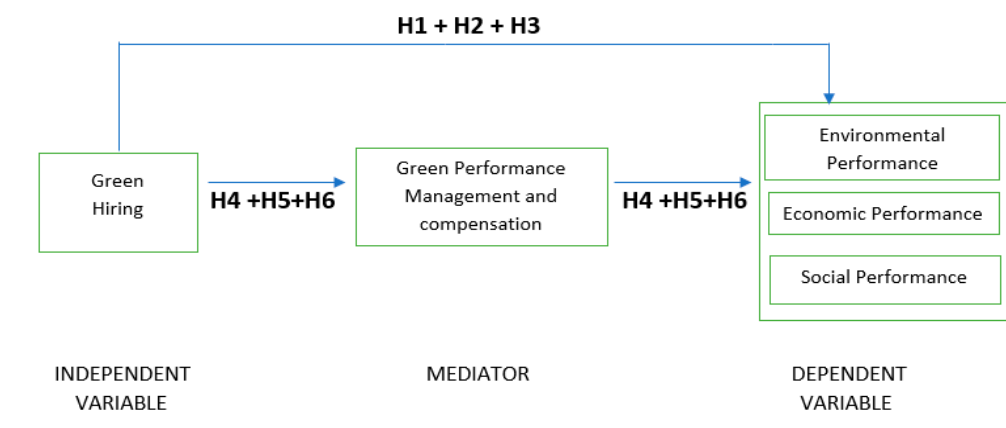 H1 + H2 + H3
Green
Hiring
H4 +H5+H6
Green Performance
Management and
compensation
H4 +H5+H6
Environmental
Performance
Economic Performance
Social Performance
INDEPENDENT
VARIABLE
MEDIATOR
DEPENDENT
VARIABLE